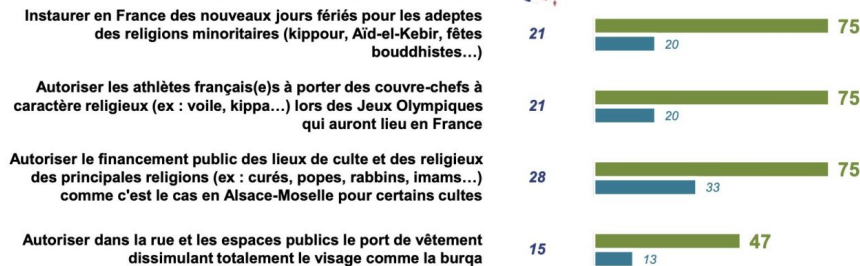 Instaurer en France des nouveaux jours fériés pour les adeptes
des religions minoritaires (kippour, Aïd-el-Kebir, fêtes
bouddhistes…)
21
75
20
Autoriser les athlètes français(e)s à porter des couvre-chefs à
caractère religieux (ex : voile, kippa…) lors des Jeux Olympiques
qui auront lieu en France
21
75
20
Autoriser le financement public des lieux de culte et des religieux
des principales religions (ex : curés, popes, rabbins, imams…)
comme c'est le cas en Alsace-Moselle pour certains cultes
28
75
33
Autoriser dans la rue et les espaces publics le port de vêtement
dissimulant totalement le visage comme la burqa
15
47
13